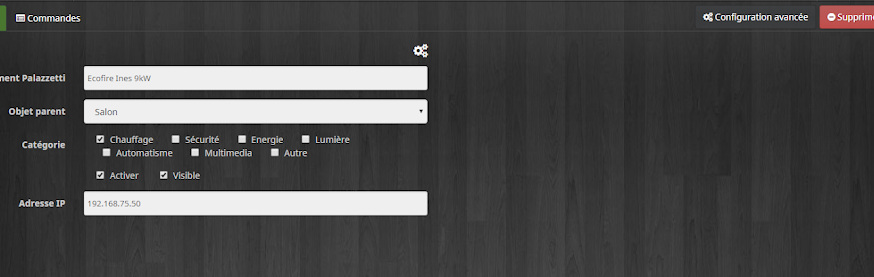 Commandes
Configuration avancée
Supprim
ment Palazzetti
Ecofire Ines 9kW
Objet parent
Salon
Catégorie
Chauffage Sécurité Energie Lumière
Automatisme Multimedia Autre
Activer Visible
Adresse IP
192.168.75.50